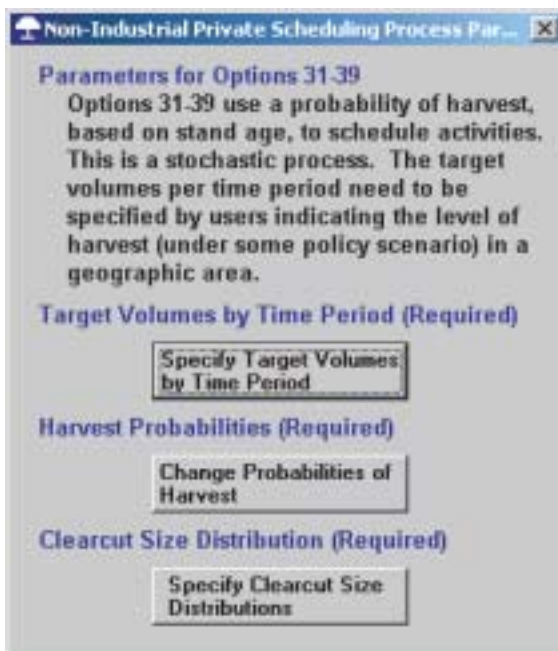 Non-Industrial Private Scheduling Process Par...
Parameters for Options 31-39
Options 31-39 use a probability of harvest,
based on stand age, to schedule activities.
This is a stochastic process. The target
volumes per time period need to be
specified by users indicating the level of
harvest (under some policy scenario) in a
geographic area.
Target Volumes by Time Period (Required)
Specify Target Volumes
by Time Period
Harvest Probabilities (Required)
Change Probabilities of
Harvest
Clearcut Size Distribution (Required)
Specify Clearcut Size
Distributions